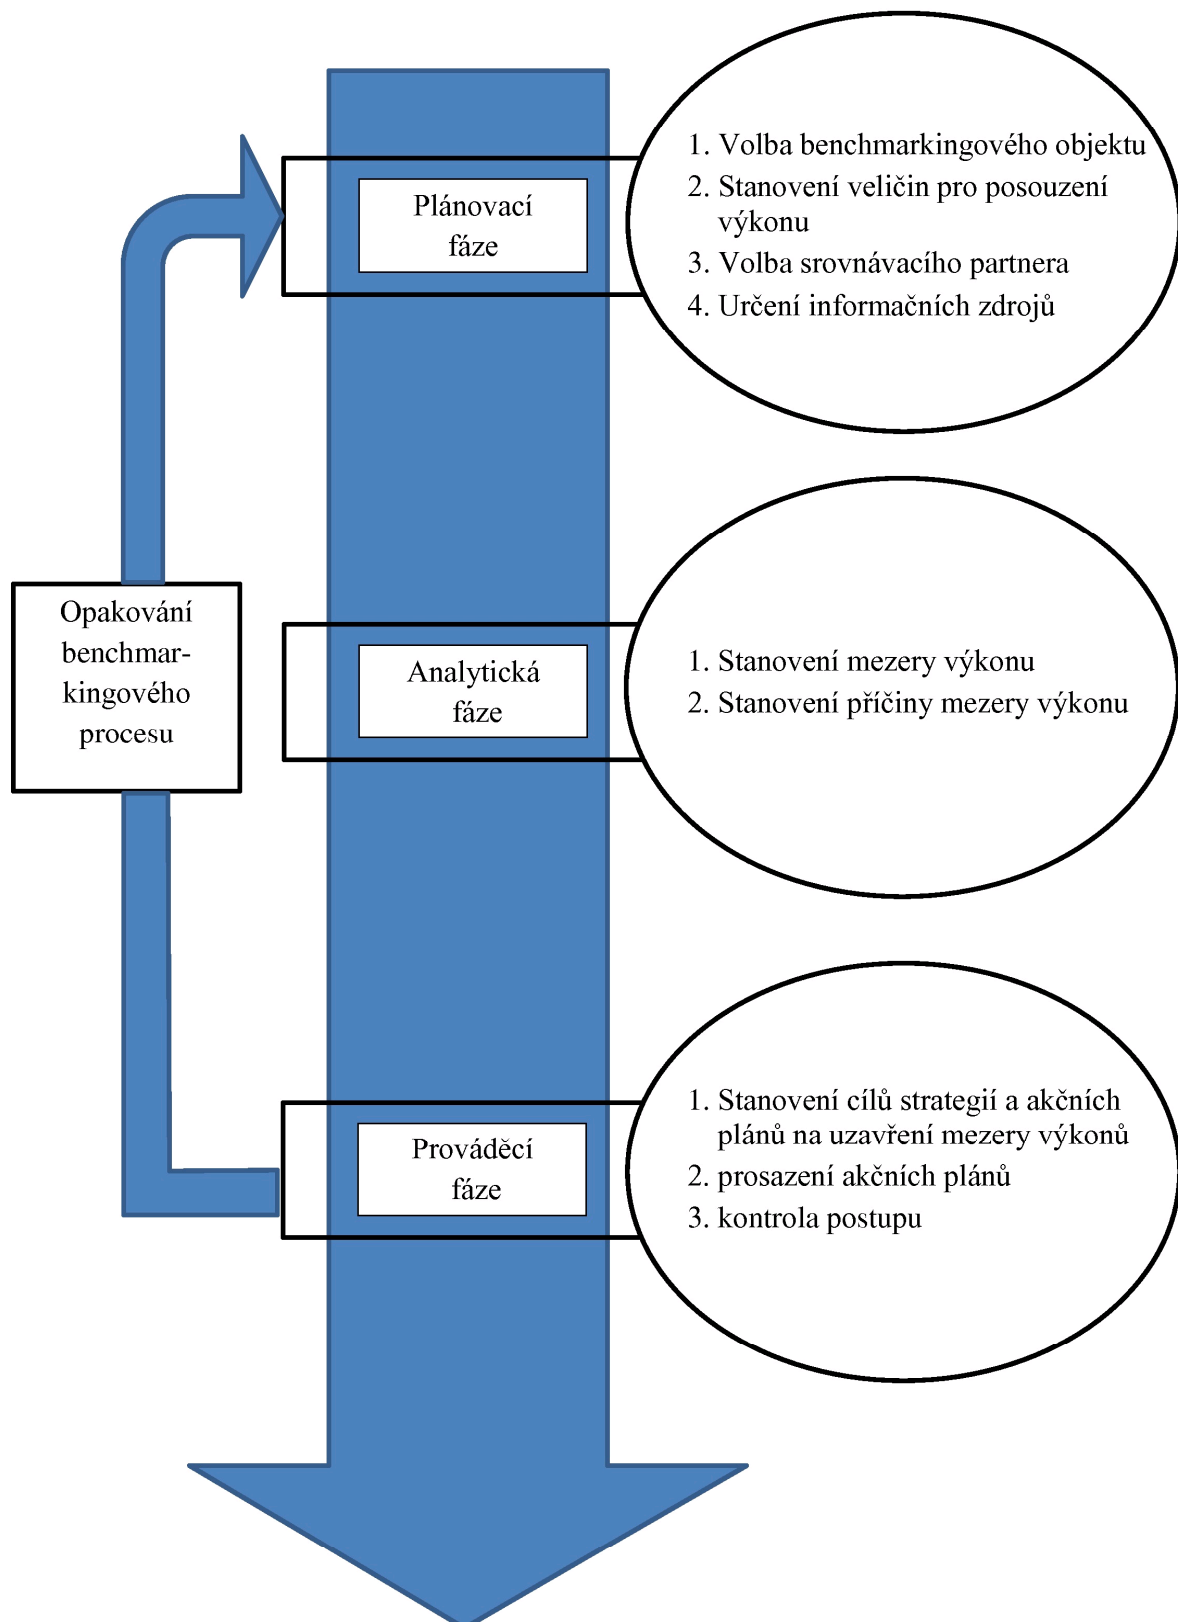 Plánovací
fáze
1. Volba benchmarkingového objektu
2. Stanovení veličin pro posouzení
výkonu
3. Volba srovnávacího partnera
4. Určení informačních zdrojů
Opakování
benchmar-
kingového
procesu
Analytická
fáze
1. Stanovení mezery výkonu
2. Stanovení příčiny mezery výkonu
Prováděcí
fáze
1. Stanovení cílů strategií a akčních
plánů na uzavření mezery výkonů
2. prosazení akčních plánů
3. kontrola postupu